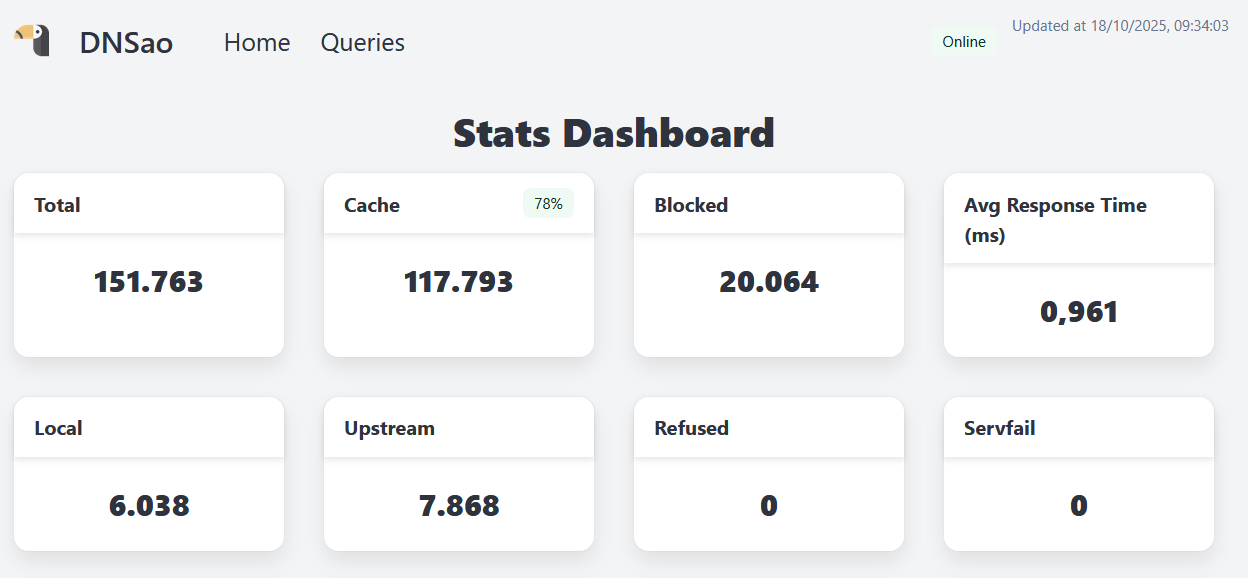 DNSao Home Queries Online Updated at 18/10/2025, 09:34:03
Stats Dashboard
Total
151.763
Cache 78%
117.793
Blocked
20.064
Avg Response Time
(ms)
0,961
Local
6.038
Upstream
7.868
Refused
0
Servfail
0